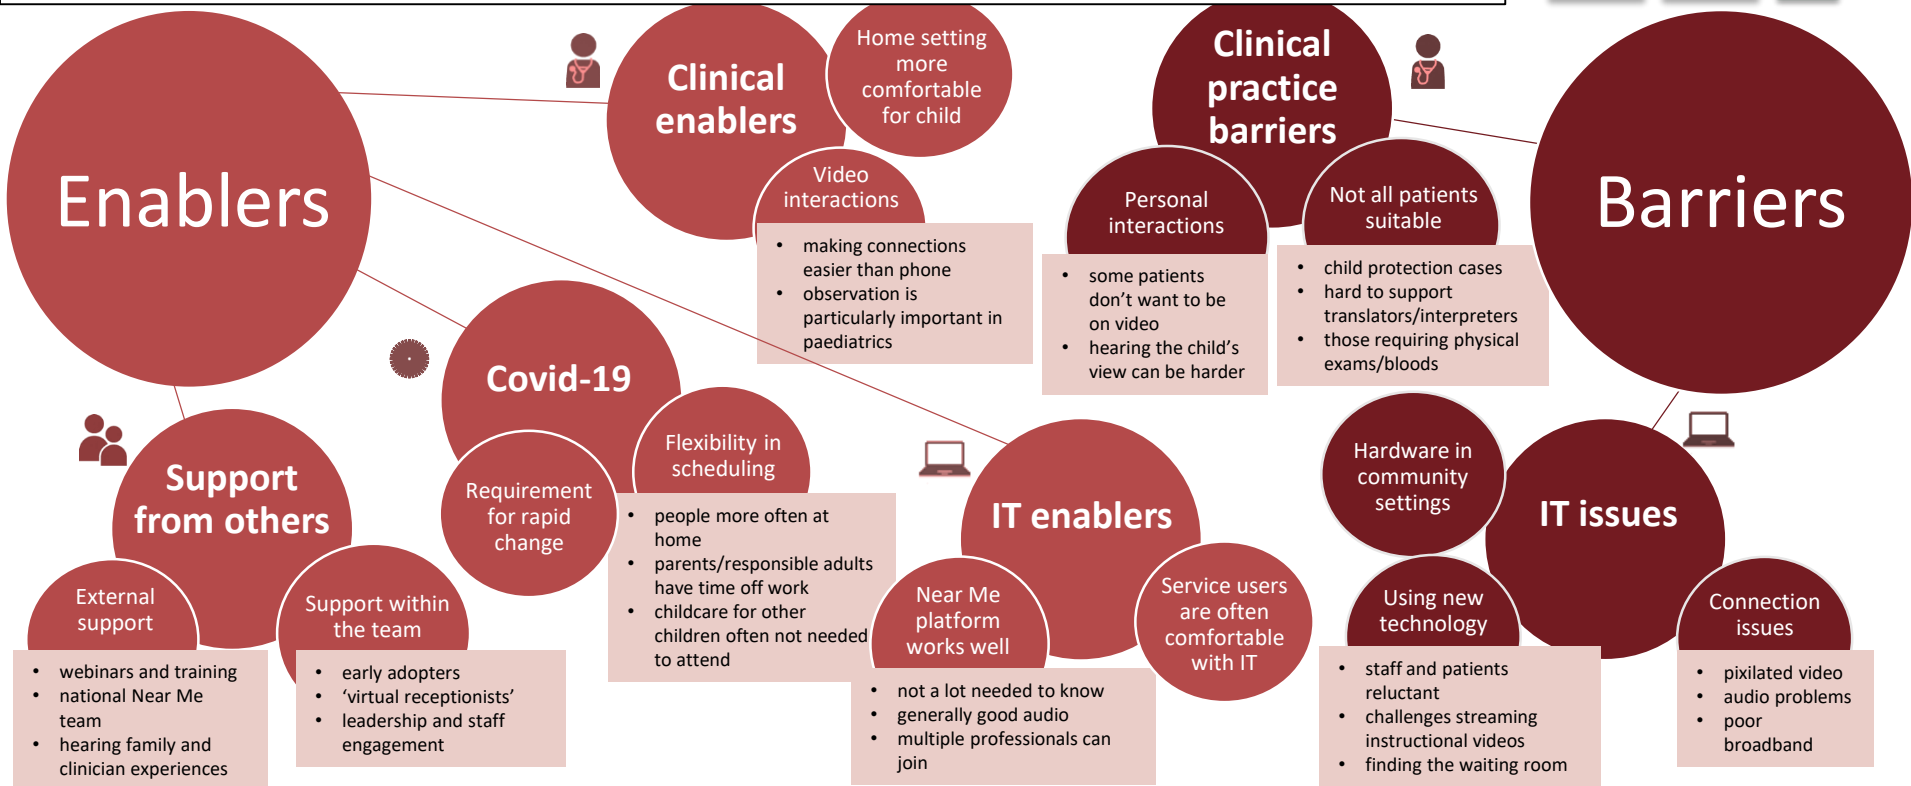 Enablers
Clinical
enablers
Home setting
more
comfortable
for child
Video
interactions
• making connections
easier than phone
• observation is
particularly important in
paediatrics
Covid-19
Requirement
for rapid
change
Flexibility in
scheduling
• people more often at
home
• parents/responsible adults
have time off work
• childcare for other
children often not needed
to attend
Support
from others
External
support
• webinars and training
• national Near Me
team
• hearing family and
clinician experiences
Support within
the team
• early adopters
• ‘virtual receptionists’
• leadership and staff
engagement
IT enablers
Near Me
platform
works well
• not a lot needed to know
• generally good audio
• multiple professionals can
join
Service users
are often
comfortable
with IT
Barriers
Clinical
practice
barriers
Personal
interactions
• some patients
don’t want to be
on video
• hearing the child’s
view can be harder
Not all patients
suitable
• child protection cases
• hard to support
translators/interpreters
• those requiring physical
exams/bloods
IT issues
Hardware in
community
settings
Using new
technology
• staff and patients
reluctant
• challenges streaming
instructional videos
• finding the waiting room
Connection
issues
• pixilated video
• audio problems
• poor
broadband